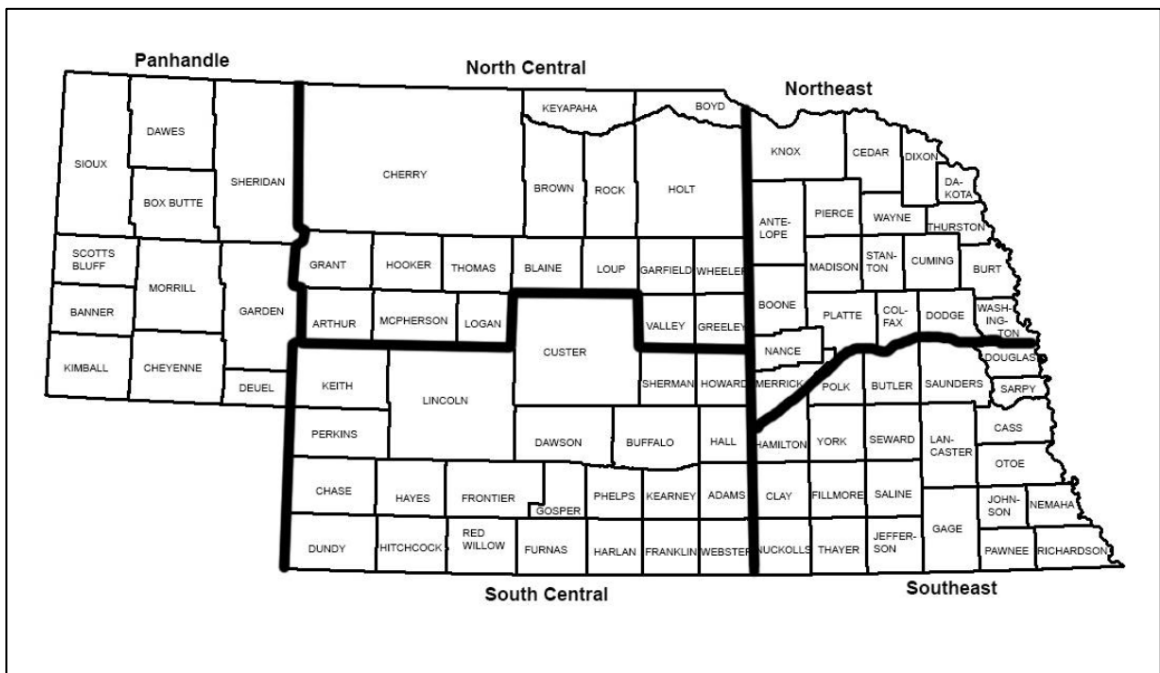 Panhandle
North Central
Northeast
KEYAPAHA
BOYD
DAWES
SIOUX
SHERIDAN
CHERRY
BROWN
ROCK
HOLT
KNOX
CEDAR
DIXON
DA-
KOTA
BOX BUTTE
ANTE-
LOPE
PIERCE
WAYNE
THURSTON
SCOTTS
BLUFF
MORRILL
GARDEN
GRANT
HOOKER
THOMAS
BLAINE
LOUP
GARFIELD
WHEELER
MADISON
STAN-
TON
CUMING
BURT
BANNER
ARTHUR
MCPHERSON
LOGAN
VALLEY
GREELEY
BOONE
PLATTE
COL-
FAX
DODGE
WASH-
ING-
TON
KIMBALL
CHEYENNE
DEUEL
KEITH
LINCOLN
CUSTER
SHERMAN
HOWARD
NANCE
MERRICK
POLK
BUTLER
SAUNDERS
DOUGLAS
SARPY
PERKINS
DAWSON
BUFFALO
HALL
HAMILTON
YORK
SEWARD
LAN-
CASTER
CASS
OTOE
CHASE
HAYES
FRONTIER
GOSPER
PHELPS
KEARNEY
ADAMS
CLAY
FILLMORE
SALINE
GAGE
JOHN-
SON
NEMAHA
DUNDY
HITCHCOCK
RED
WILLOW
FURNAS
HARLAN
FRANKLIN
WEBSTER
NUCKOLLS
THAYER
JEFFER-
SON
PAWNEE
RICHARDSON
South Central
Southeast